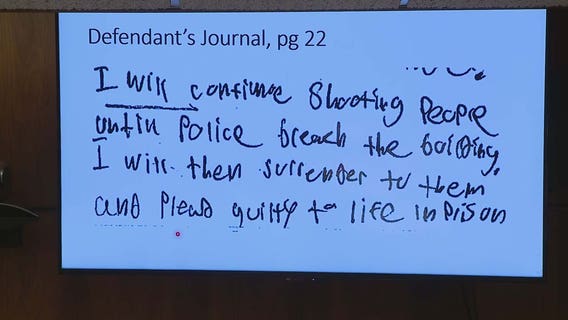 Defendant's Journal, pg 22
I will continue shooting people
until Police breach the building.
I will then surrender to them
and Plead guilty to life in Prison